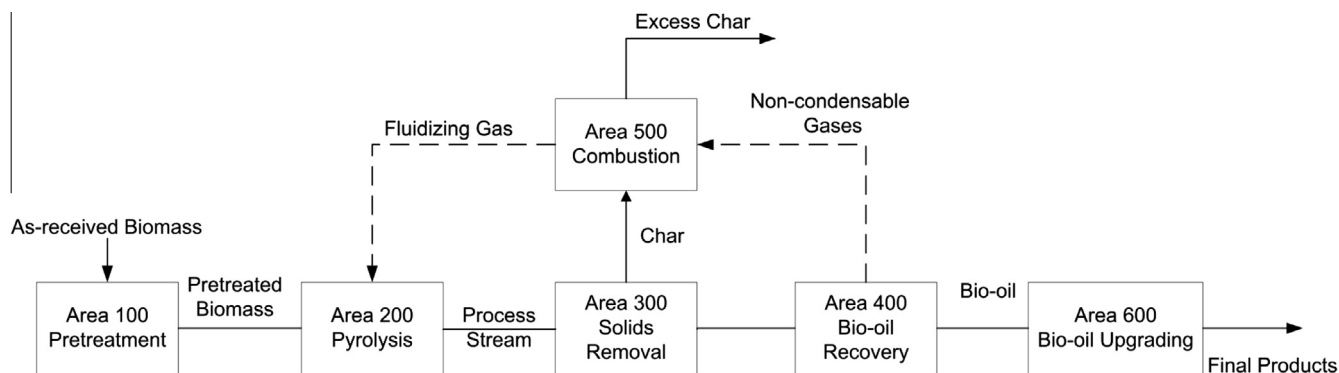 Excess Char
Non-condensable
Gases
Fluidizing Gas
Area 500
Combustion
As-received Biomass
Char
Pretreated
Biomass
Bio-oil
Area 100
Pretreatment
Area 200
Pyrolysis
Process
Stream
Area 300
Solids
Removal
Area 400
Bio-oil
Recovery
Area 600
Bio-oil Upgrading
Final Products